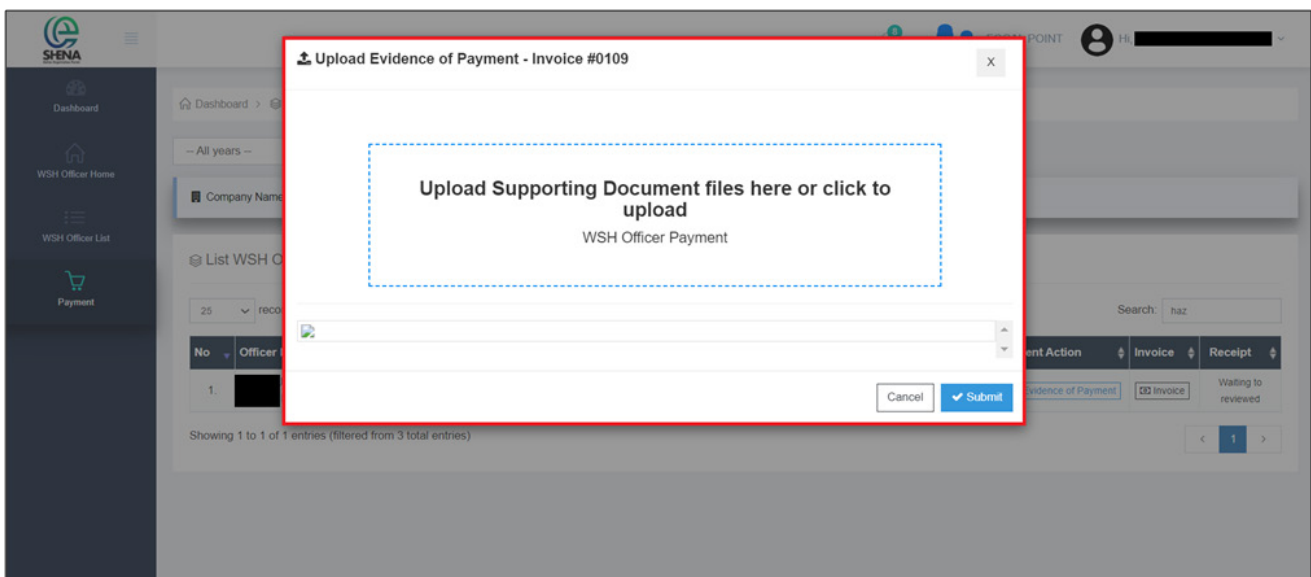 SHENA
POINT
Hi,
Upload Evidence of Payment - Invoice #0109
X
Dashboard
Dashboard >
-- All years --
WSH Officer Home
Upload Supporting Document files here or click to
upload
WSH Officer Payment
Company Name
WSH Officer List
List WSH O
Payment
25
Search: haz
No Officer
ent Action Invoice Receipt
1.
Evidence of Payment
Invoice
Waiting to
reviewed
Cancel
Submit
Showing 1 to 1 of 1 entries (filtered from 3 total entries)
< 1 >